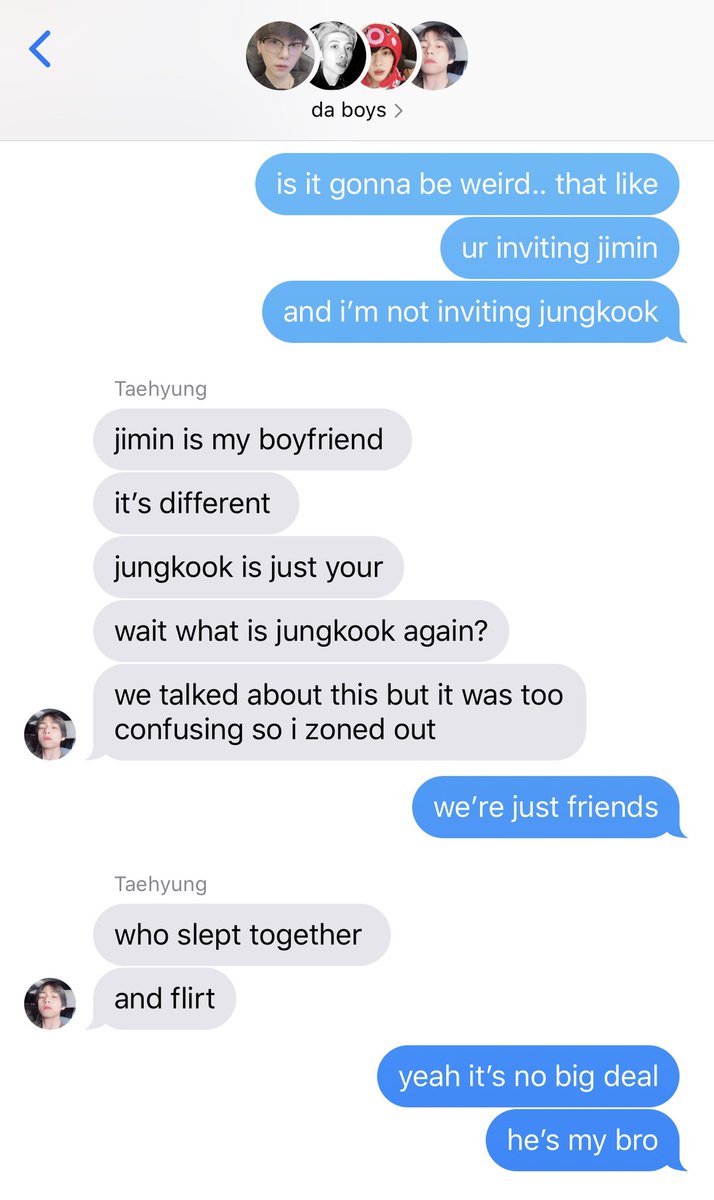 da boys
is it gonna be weird.. that like
ur inviting jimin
and i’m not inviting jungkook
Taehyung
jimin is my boyfriend
it’s different
jungkook is just your
wait what is jungkook again?
we talked about this but it was too
confusing so i zoned out
we’re just friends
Taehyung
who slept together
and flirt
yeah it’s no big deal
he’s my bro